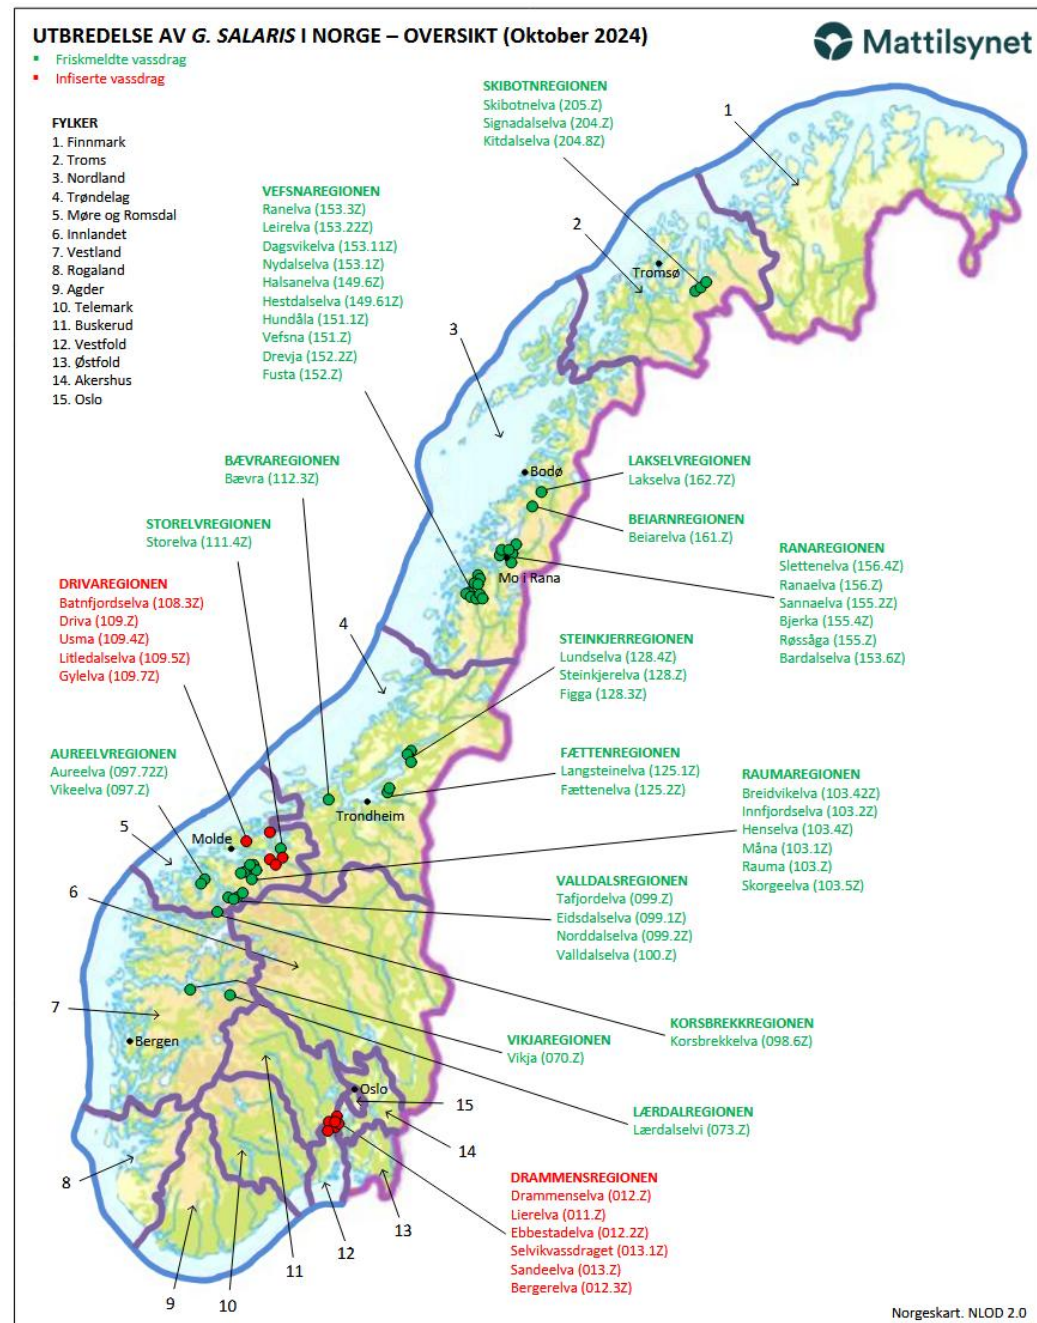 UTBREDELSE AV G. SALARIS I NORGE – OVERSIKT (Oktober 2024)
Mattilsynet
Friskmeldte vassdrag
Infiserte vassdrag
FYLKER
1. Finnmark
2. Troms
3. Nordland
4. Trøndelag
5. Møre og Romsdal
6. Innlandet
7. Vestland
8. Rogaland
9. Agder
10. Telemark
11. Buskerud
12. Vestfold
13. Østfold
14. Akershus
15. Oslo
SKIBOTNREGIONEN
Skibotnelva (205.Z)
Signadalselva (204.Z)
Kitdalselva (204.8Z)
1
VEFSNAREGIONEN
Ranelva (153.3Z)
Leirelva (153.22Z)
Dagsvikelva (153.11Z)
Nydalselva (153.1Z)
Halsanelva (149.6Z)
Hestdalselva (149.61Z)
Hundåla (151.1Z)
Vefsna (151.Z)
Drevja (152.2Z)
Fusta (152.Z)
2
Tromsø
3
BÆVRAREGIONEN
Bævra (112.3Z)
Bodø
LAKSELVREGIONEN
Lakselva (162.7Z)
STORELVREGIONEN
Storelva (111.4Z)
BEIARNREGIONEN
Beiarelva (161.Z)
RANAREGIONEN
Slettenelva (156.4Z)
Ranaelva (156.Z)
Sannaelva (155.2Z)
Bjerka (155.4Z)
Røssåga (155.Z)
Bardalselva (153.6Z)
Mo i Rana
DRIVAREGIONEN
Batnfjordselva (108.3Z)
Driva (109.Z)
Usma (109.4Z)
Litledalselva (109.5Z)
Gylelva (109.7Z)
4
STEINKJERREGIONEN
Lundselva (128.4Z)
Steinkjerelva (128.Z)
Figga (128.3Z)
AUREELVREGIONEN
Aureelva (097.72Z)
Vikeelva (097.Z)
FÆTTENREGIONEN
Langsteinelva (125.1Z)
Fættenelva (125.2Z)
RAUMAREGIONEN
Breidvikelva (103.42Z)
Innfjordselva (103.2Z)
Henselva (103.4Z)
Måna (103.1Z)
Rauma (103.Z)
Skorgeelva (103.5Z)
Trondheim
5
Molde
6
VALLDALSREGIONEN
Tafjordelva (099.Z)
Eidsdalselva (099.1Z)
Norddalselva (099.2Z)
Valldalselva (100.Z)
7
Bergen
VIKJAREGIONEN
Vikja (070.Z)
KORSBREKKREGIONEN
Korsbrekkelva (098.6Z)
Oslo
15
14
LÆRDALREGIONEN
Lærdalselvi (073.Z)
8
DRAMMENSREGIONEN
Drammenselva (012.Z)
Lierelva (011.Z)
Ebbestadelva (012.2Z)
Selvikvassdraget (013.1Z)
Sandeelva (013.Z)
Bergerelva (012.3Z)
13
12
11
10
9
Norgeskart. NLOD 2.0